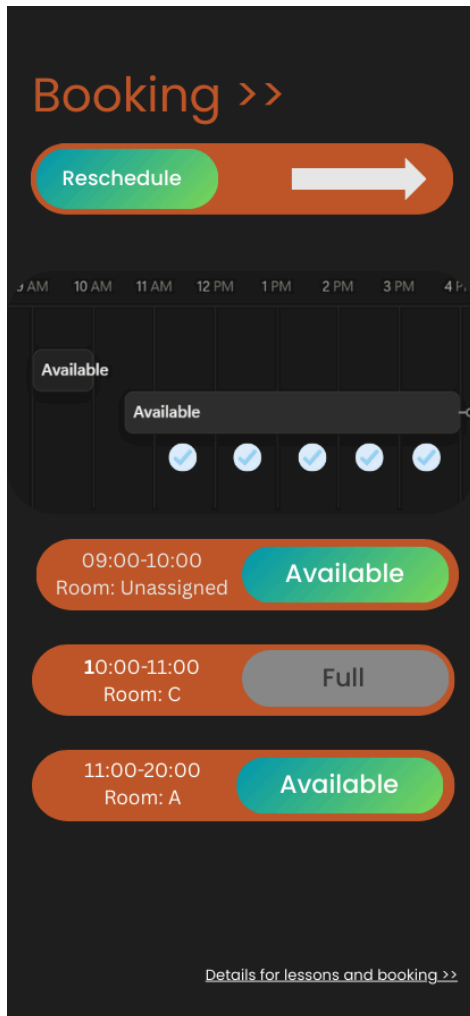 Booking >>
Reschedule
AM 10 AM 11 AM 12 PM 1 PM 2 PM 3 PM 4
Available
Available
09:00-10:00
Room: Unassigned
Available
10:00-11:00
Room: C
Full
11:00-20:00
Room: A
Available
Details for lessons and booking >>